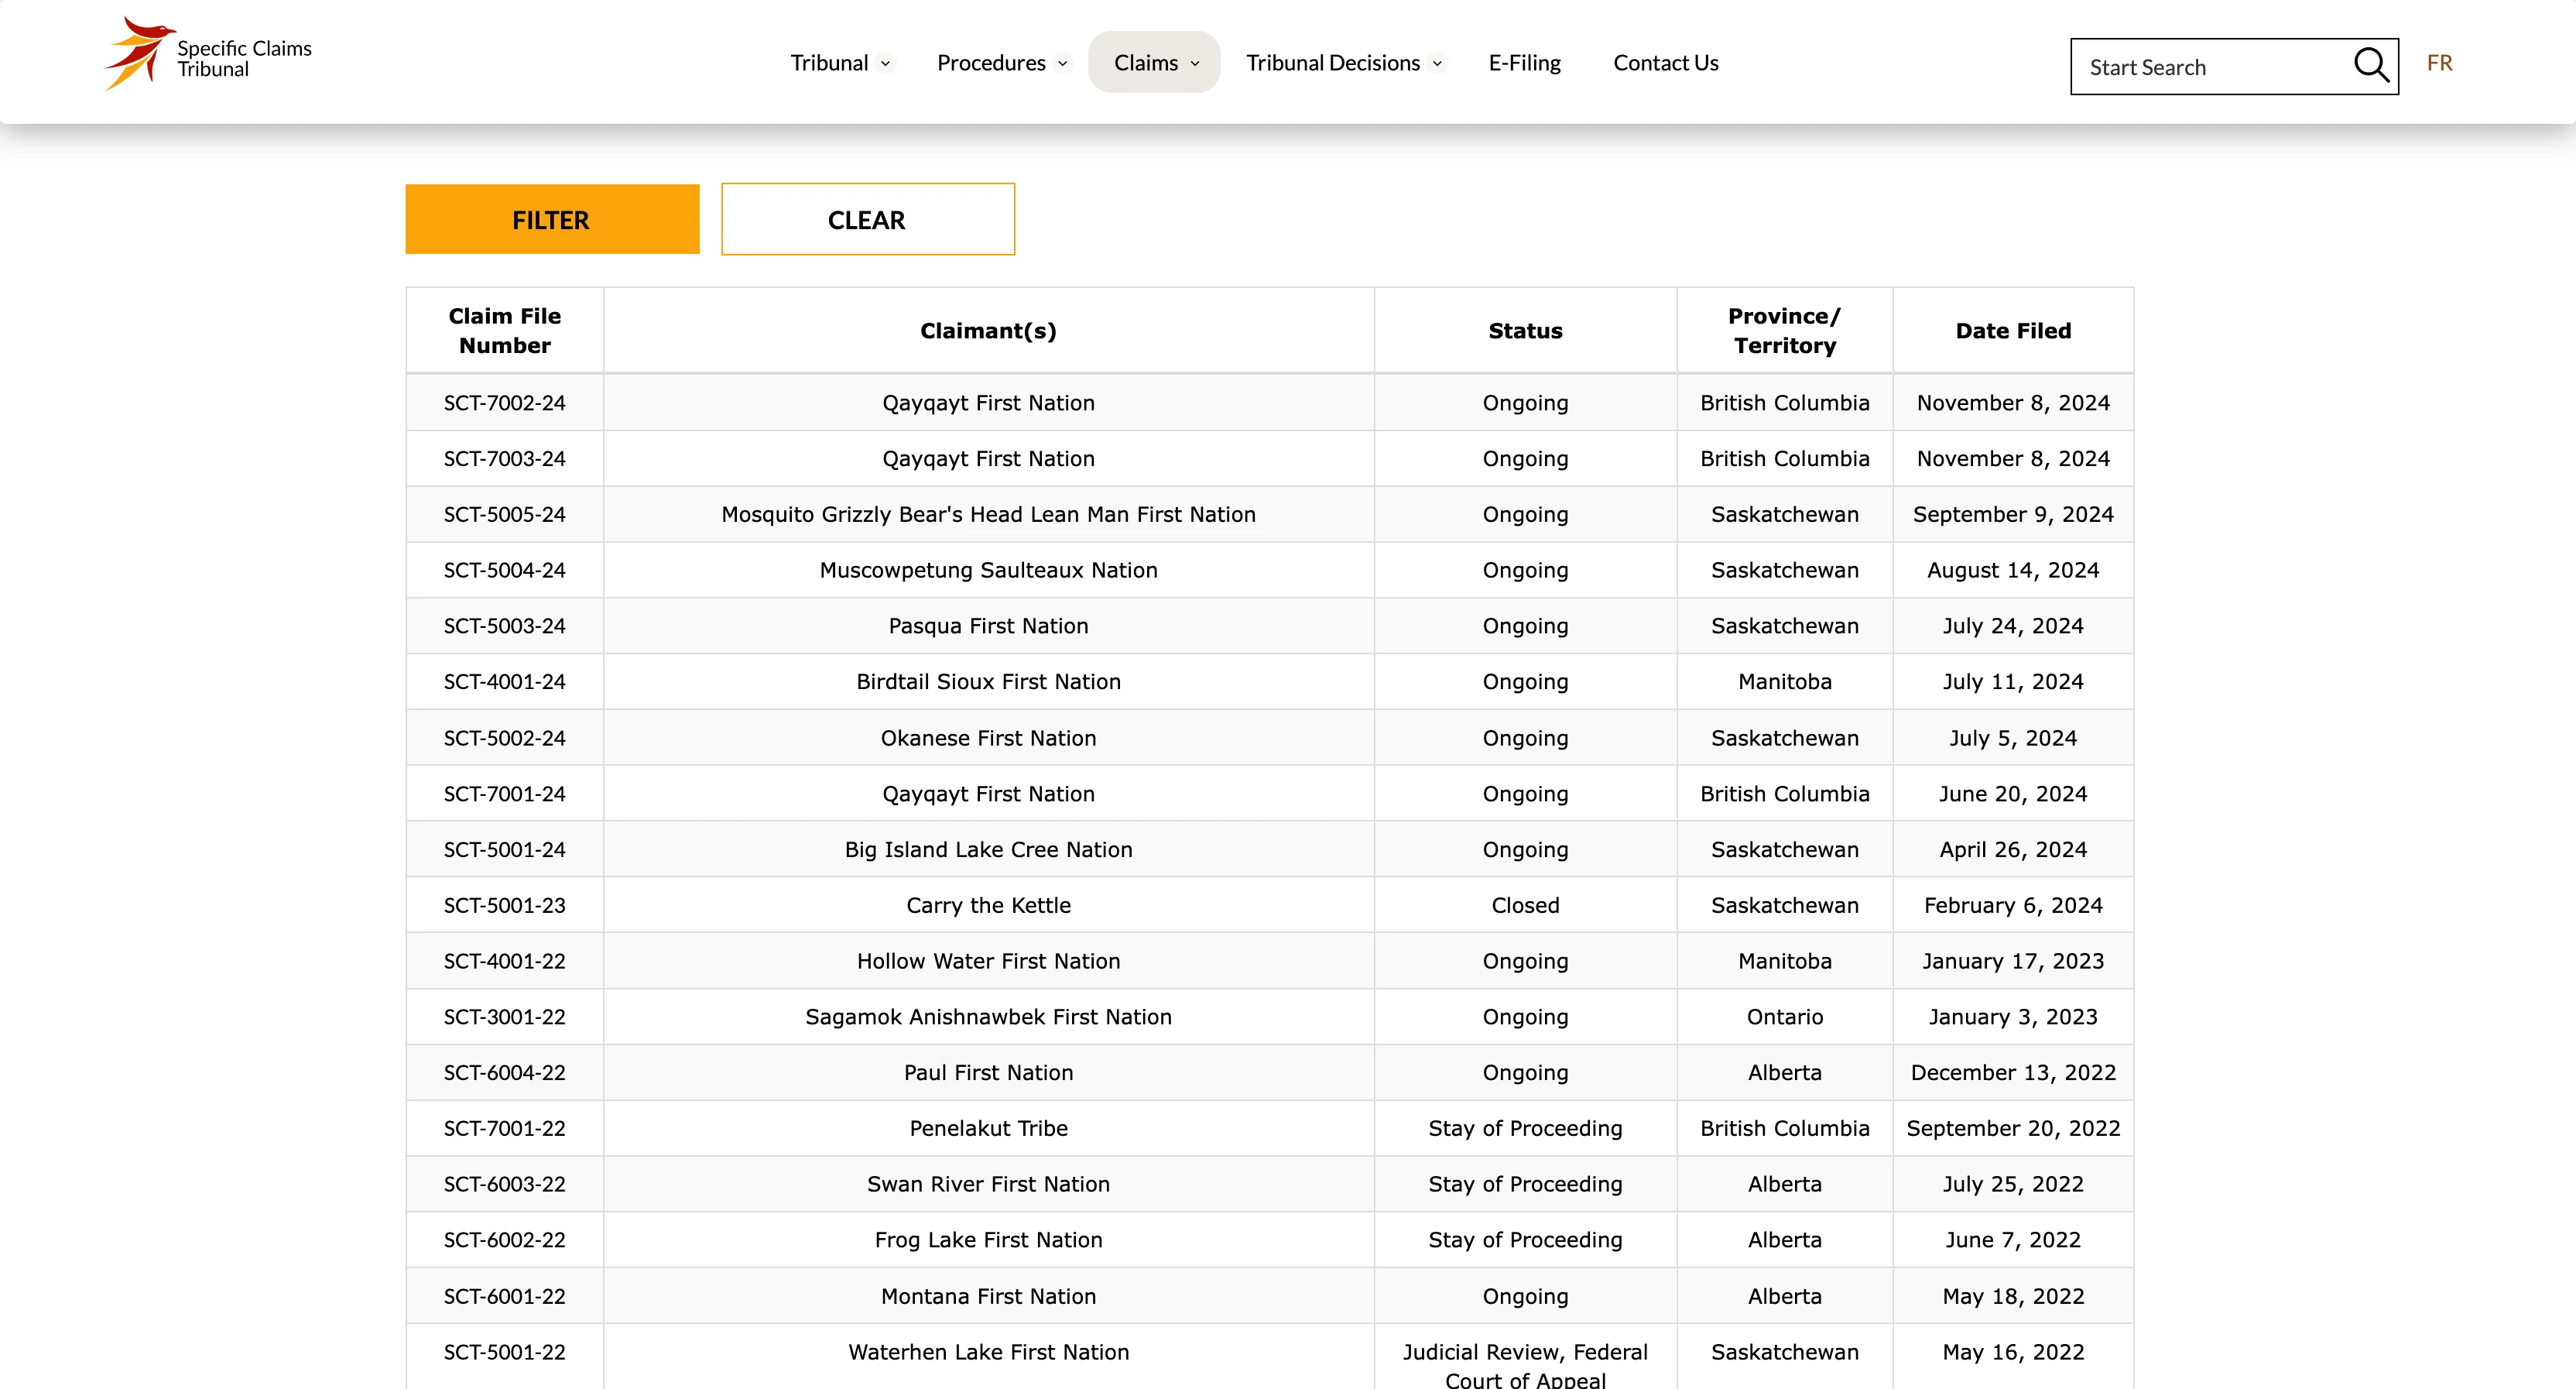 Specific Claims
Tribunal
Tribunal Procedures Claims Tribunal Decisions E-Filing Contact Us
Start Search
FR
FILTER CLEAR
Claim File Number Claimant(s) Status Province/ Territory Date Filed
SCT-7002-24 Qayqayt First Nation Ongoing British Columbia November 8, 2024
SCT-7003-24 Qayqayt First Nation Ongoing British Columbia November 8, 2024
SCT-5005-24 Mosquito Grizzly Bear's Head Lean Man First Nation Ongoing Saskatchewan September 9, 2024
SCT-5004-24 Muscowpetung Saulteaux Nation Ongoing Saskatchewan August 14, 2024
SCT-5003-24 Pasqua First Nation Ongoing Saskatchewan July 24, 2024
SCT-4001-24 Birdtail Sioux First Nation Ongoing Manitoba July 11, 2024
SCT-5002-24 Okanese First Nation Ongoing Saskatchewan July 5, 2024
SCT-7001-24 Qayqayt First Nation Ongoing British Columbia June 20, 2024
SCT-5001-24 Big Island Lake Cree Nation Ongoing Saskatchewan April 26, 2024
SCT-5001-23 Carry the Kettle Closed Saskatchewan February 6, 2024
SCT-4001-22 Hollow Water First Nation Ongoing Manitoba January 17, 2023
SCT-3001-22 Sagamok Anishnawbek First Nation Ongoing Ontario January 3, 2023
SCT-6004-22 Paul First Nation Ongoing Alberta December 13, 2022
SCT-7001-22 Penelakut Tribe Stay of Proceeding British Columbia September 20, 2022
SCT-6003-22 Swan River First Nation Stay of Proceeding Alberta July 25, 2022
SCT-6002-22 Frog Lake First Nation Stay of Proceeding Alberta June 7, 2022
SCT-6001-22 Montana First Nation Ongoing Alberta May 18, 2022
SCT-5001-22 Waterhen Lake First Nation Judicial Review, Federal Court of Appeal Saskatchewan May 16, 2022